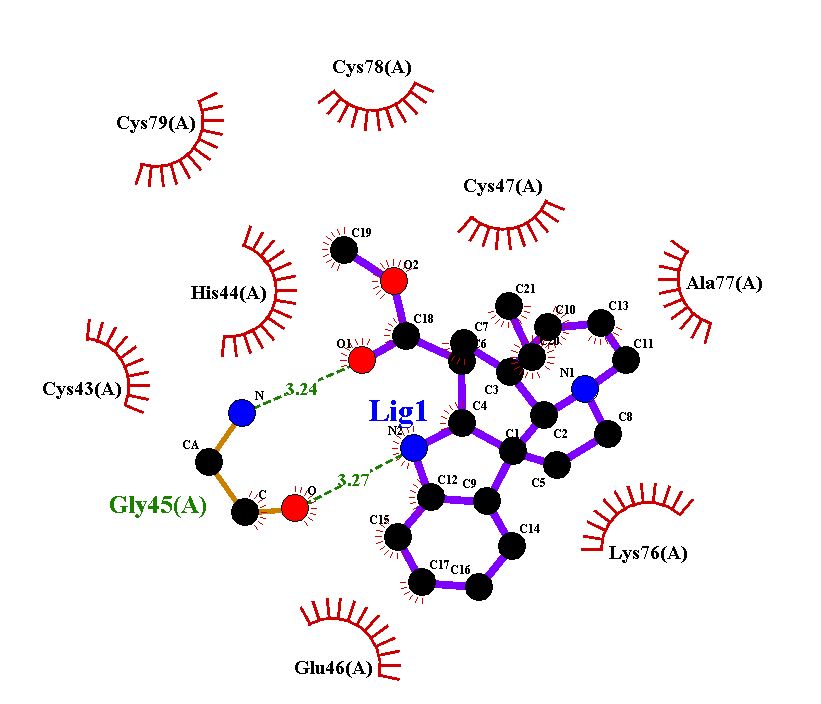 Cys78(A)
Cys79(A)
Cys47(A)
C19
O2
His44(A)
Ala77(A)
C21
C10
C13
C18
C7
O1
C6
C20
C11
Cys43(A)
N1
C3
3.24
N
Lig1
C4
N2
C1
C2
C8
CA
3.27
C5
C12
C9
Gly45(A)
C
O
C15
C14
Lys76(A)
C17
C16
Glu46(A)